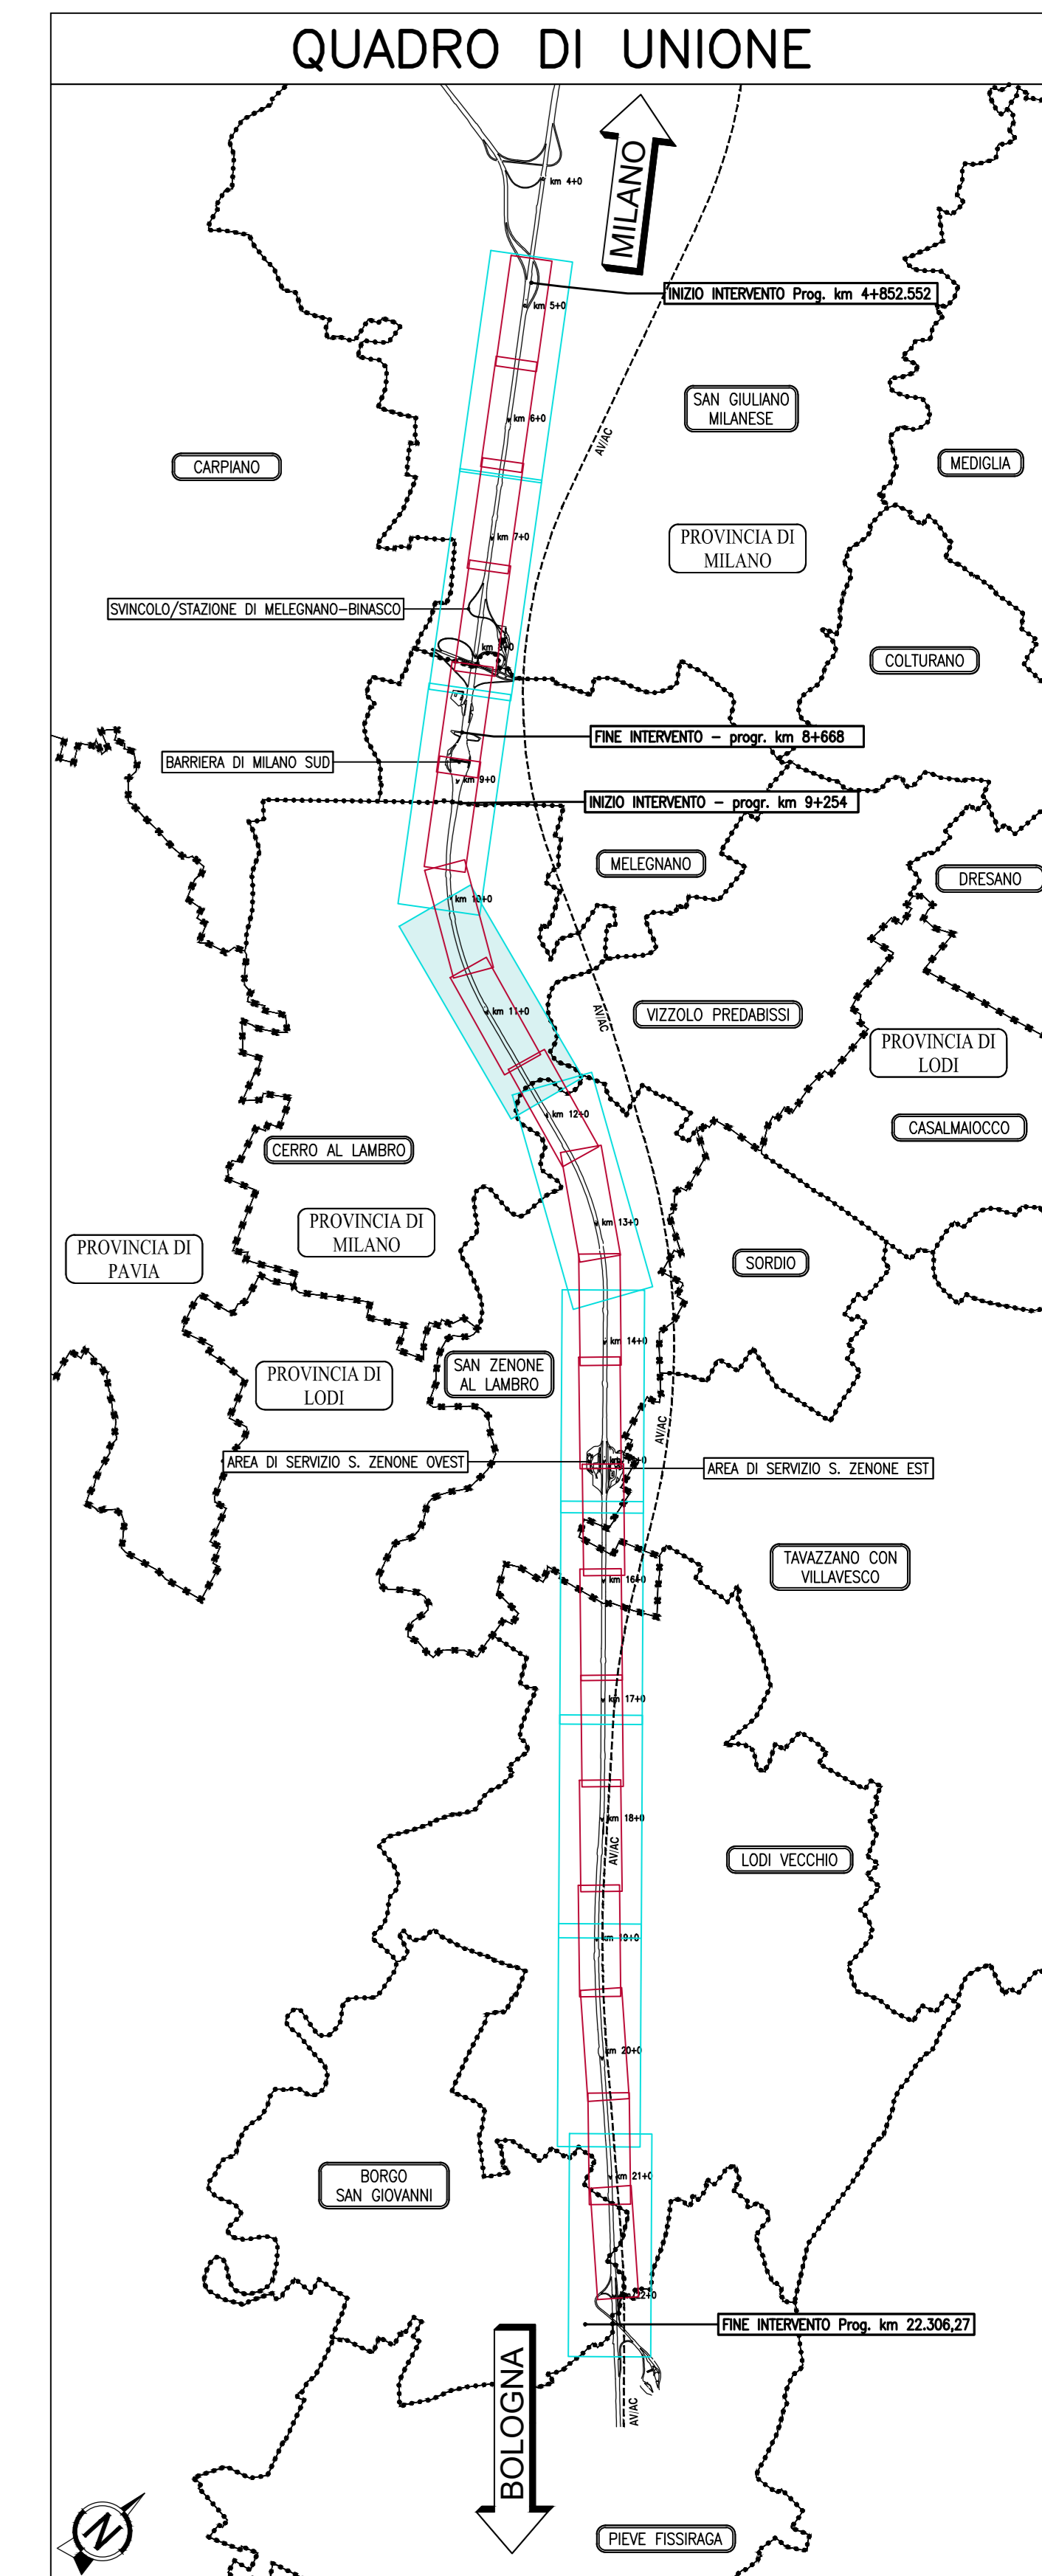 QUADRO DI UNIONE
MILANO
km 4+0
INIZIO INTERVENTO Prog. km 4+852.552
km 5+0
SAN GIULIANO
MILANESE
km 6+0
AV/AC
CARPIANO
MEDIGLIA
PROVINCIA DI
MILANO
km 7+0
SVINCOLO/STAZIONE DI MELEGNANO-BINASCO
km
COLTURANO
FINE INTERVENTO - progr. km 8+668
BARRIERA DI MILANO SUD
km 9+0
INIZIO INTERVENTO - progr. km 9+254
MELEGNANO
DRESANO
km 10+0
km 11+0
AV/AC
VIZZOLO PREDABISSI
PROVINCIA DI
LODI
km 12+0
CASALMAIOCCO
CERRO AL LAMBRO
PROVINCIA DI
MILANO
km 13+0
PROVINCIA DI
PAVIA
SORDIO
km 14+0
SAN ZENONE
AL LAMBRO
PROVINCIA DI
LODI
AV/AC
AREA DI SERVIZIO S. ZENONE OVEST
AREA DI SERVIZIO S. ZENONE EST
TAVAZZANO CON
VILLAVESCO
km 16+0
km 17+0
km 18+0
AV/AC
LODI VECCHIO
km 19+0
km 20+0
km 21+0
BORGO
SAN GIOVANNI
km 22+0
FINE INTERVENTO Prog. km 22.306,27
BOLOGNA
AV/AC
N
PIEVE FISSIRAGA